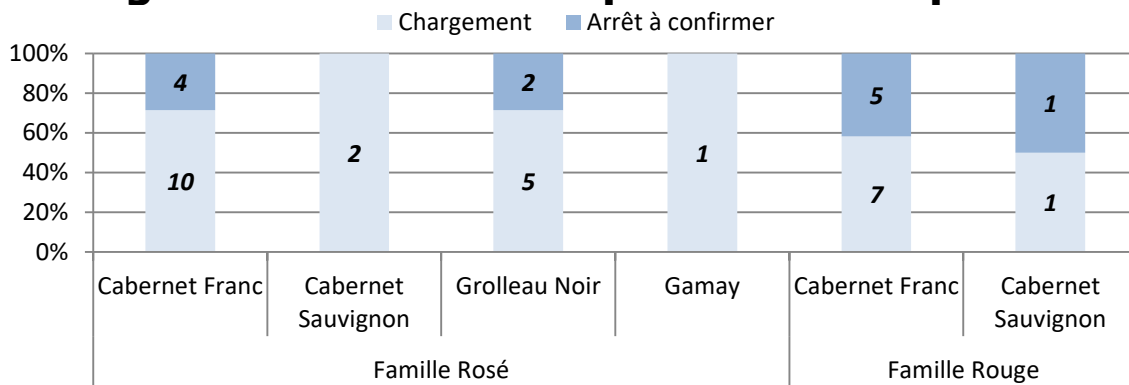 Chargement Arrêt à confirmer
100%
80%
60%
40%
20%
0%
4 2 5 1
10 2 5 1 7 1
Cabernet Franc Cabernet Sauvignon Grolleau Noir Gamay Cabernet Franc Cabernet Sauvignon
Famille Rosé Famille Rouge